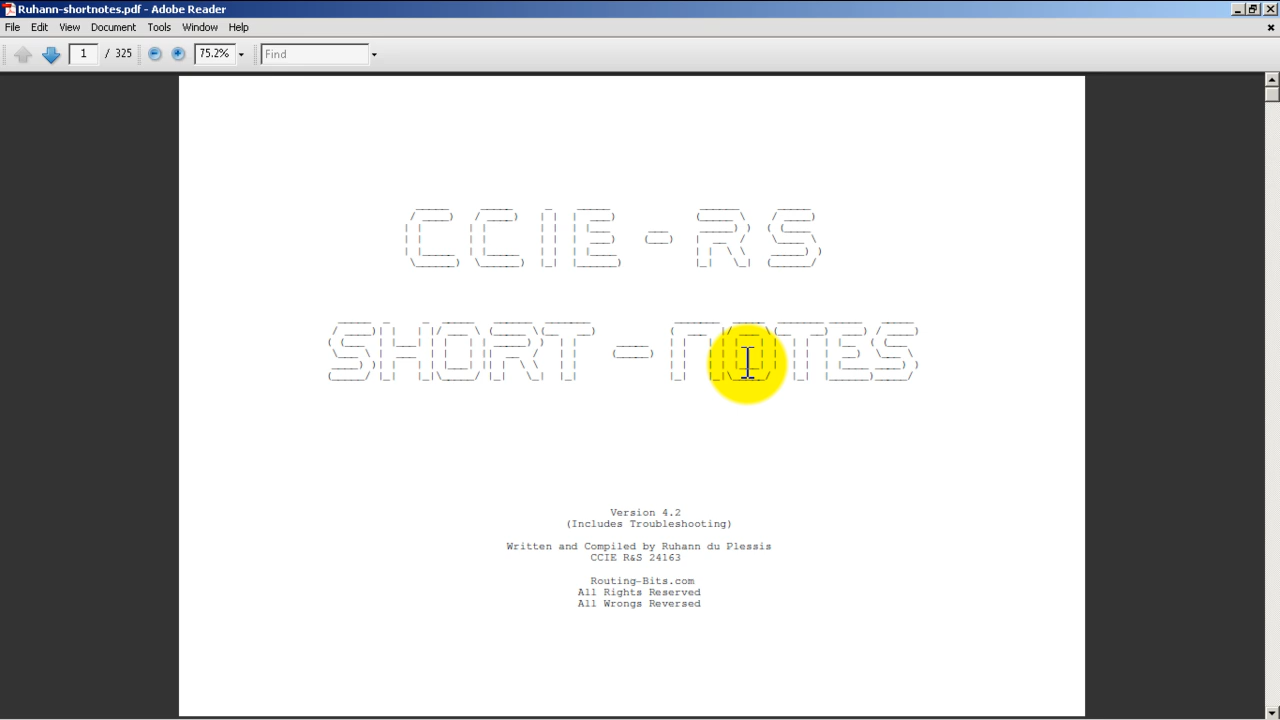 Ruhann-shortnotes.pdf - Adobe Reader
File Edit View Document Tools Window Help
1 / 325 75.2% Find
CCIE - RS
SHORT - NOTES
Version 4.2
(Includes Troubleshooting)
Written and Compiled by Ruhann du Plessis
CCIE R&S 24163
Routing-Bits.com
All Rights Reserved
All Wrongs Reversed